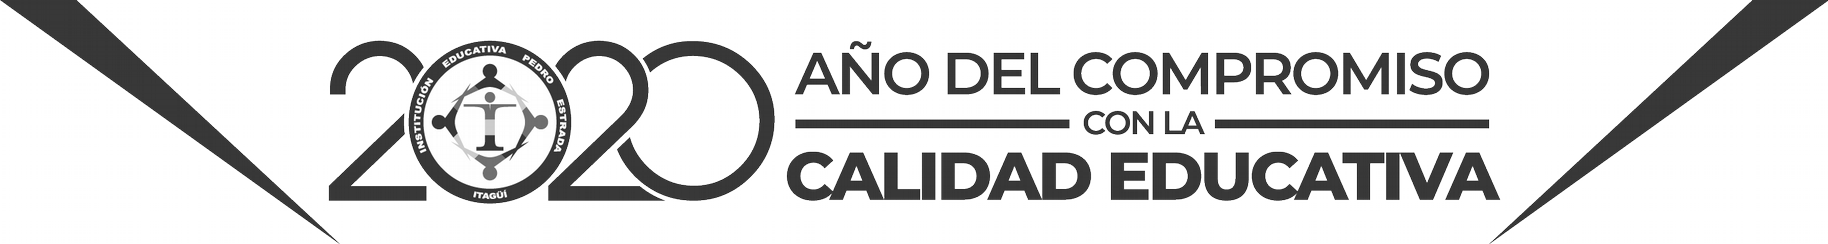 2020
INSTITUCIÓN EDUCATIVA PEDRO ESTRADA
ITAGÜÍ
AÑO DEL COMPROMISO
CON LA
CALIDAD EDUCATIVA